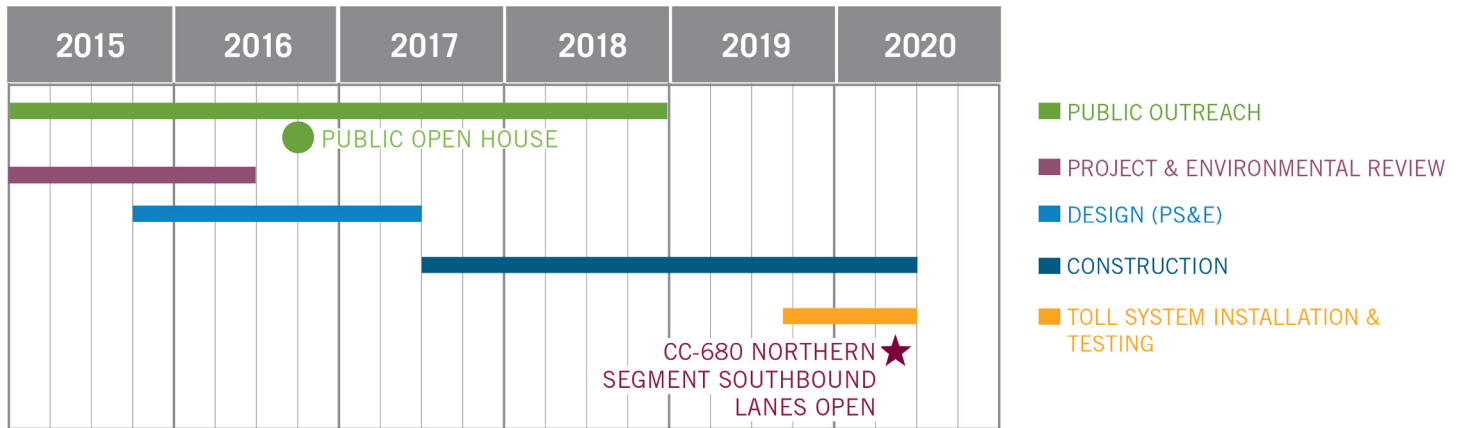 2015 2016 2017 2018 2019 2020
PUBLIC OPEN HOUSE
CC-680 NORTHERN
SEGMENT SOUTHBOUND
LANES OPEN
PUBLIC OUTREACH
PROJECT & ENVIRONMENTAL REVIEW
DESIGN (PS&E)
CONSTRUCTION
TOLL SYSTEM INSTALLATION &
TESTING